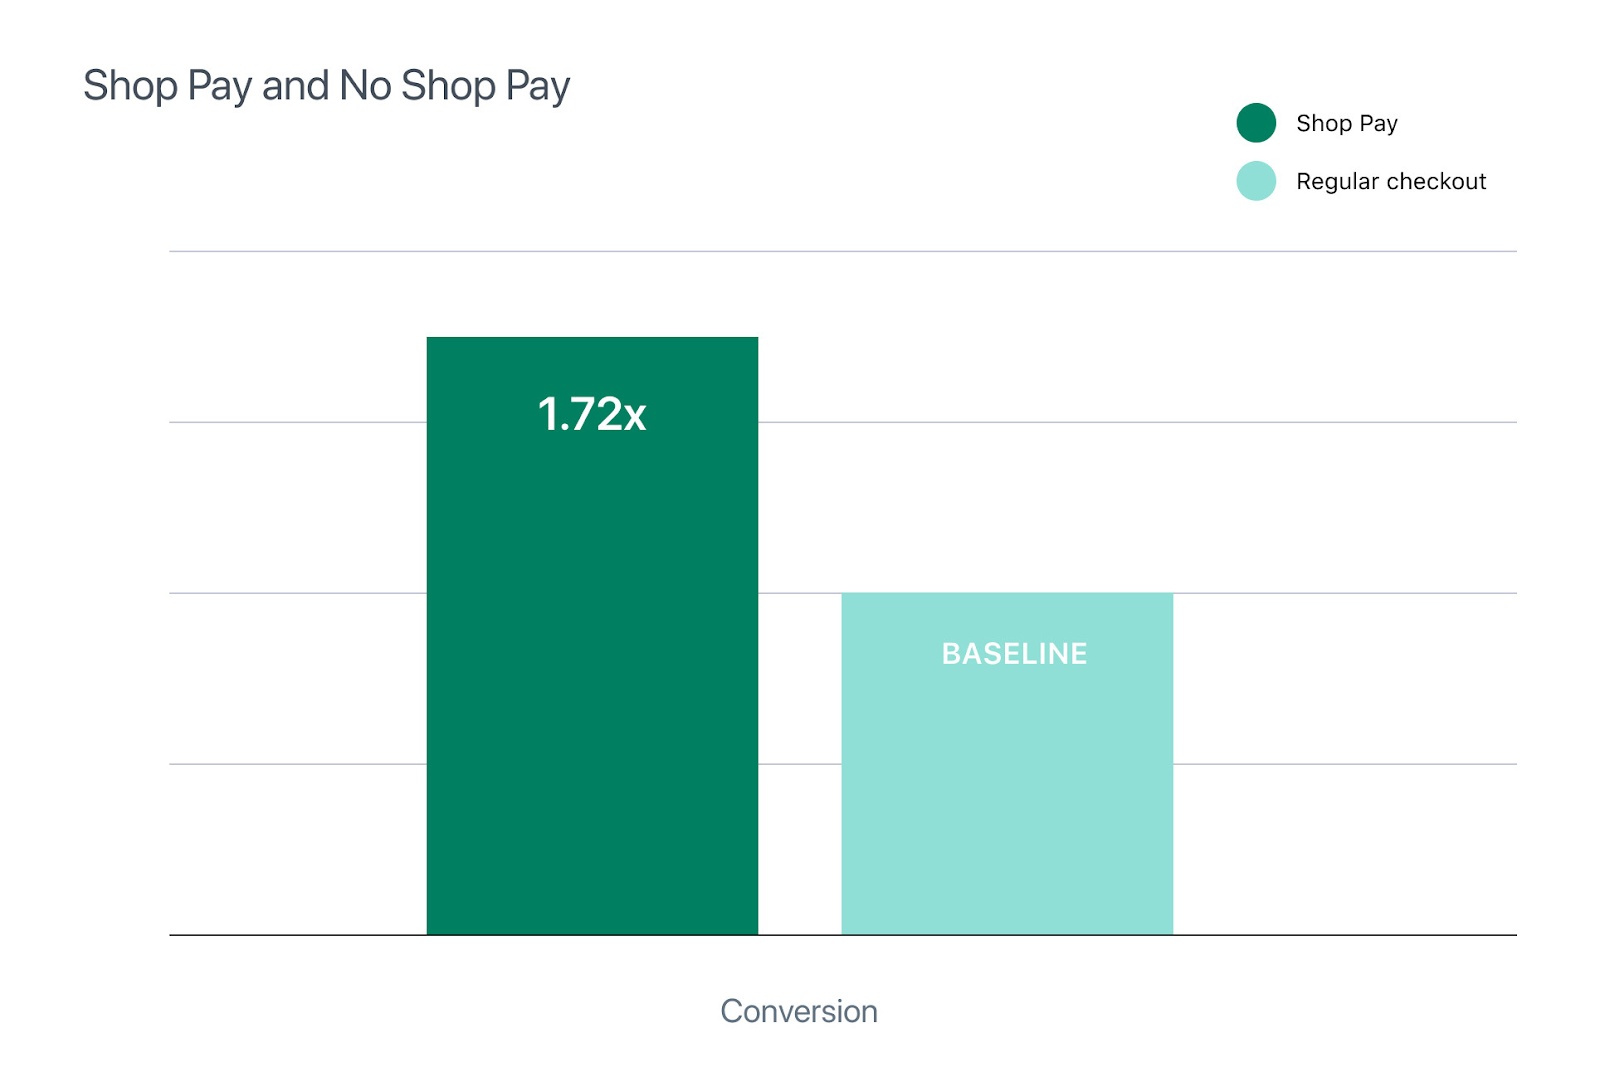 Shop Pay and No Shop Pay
Shop Pay
Regular checkout
1.72x
BASELINE
Conversion